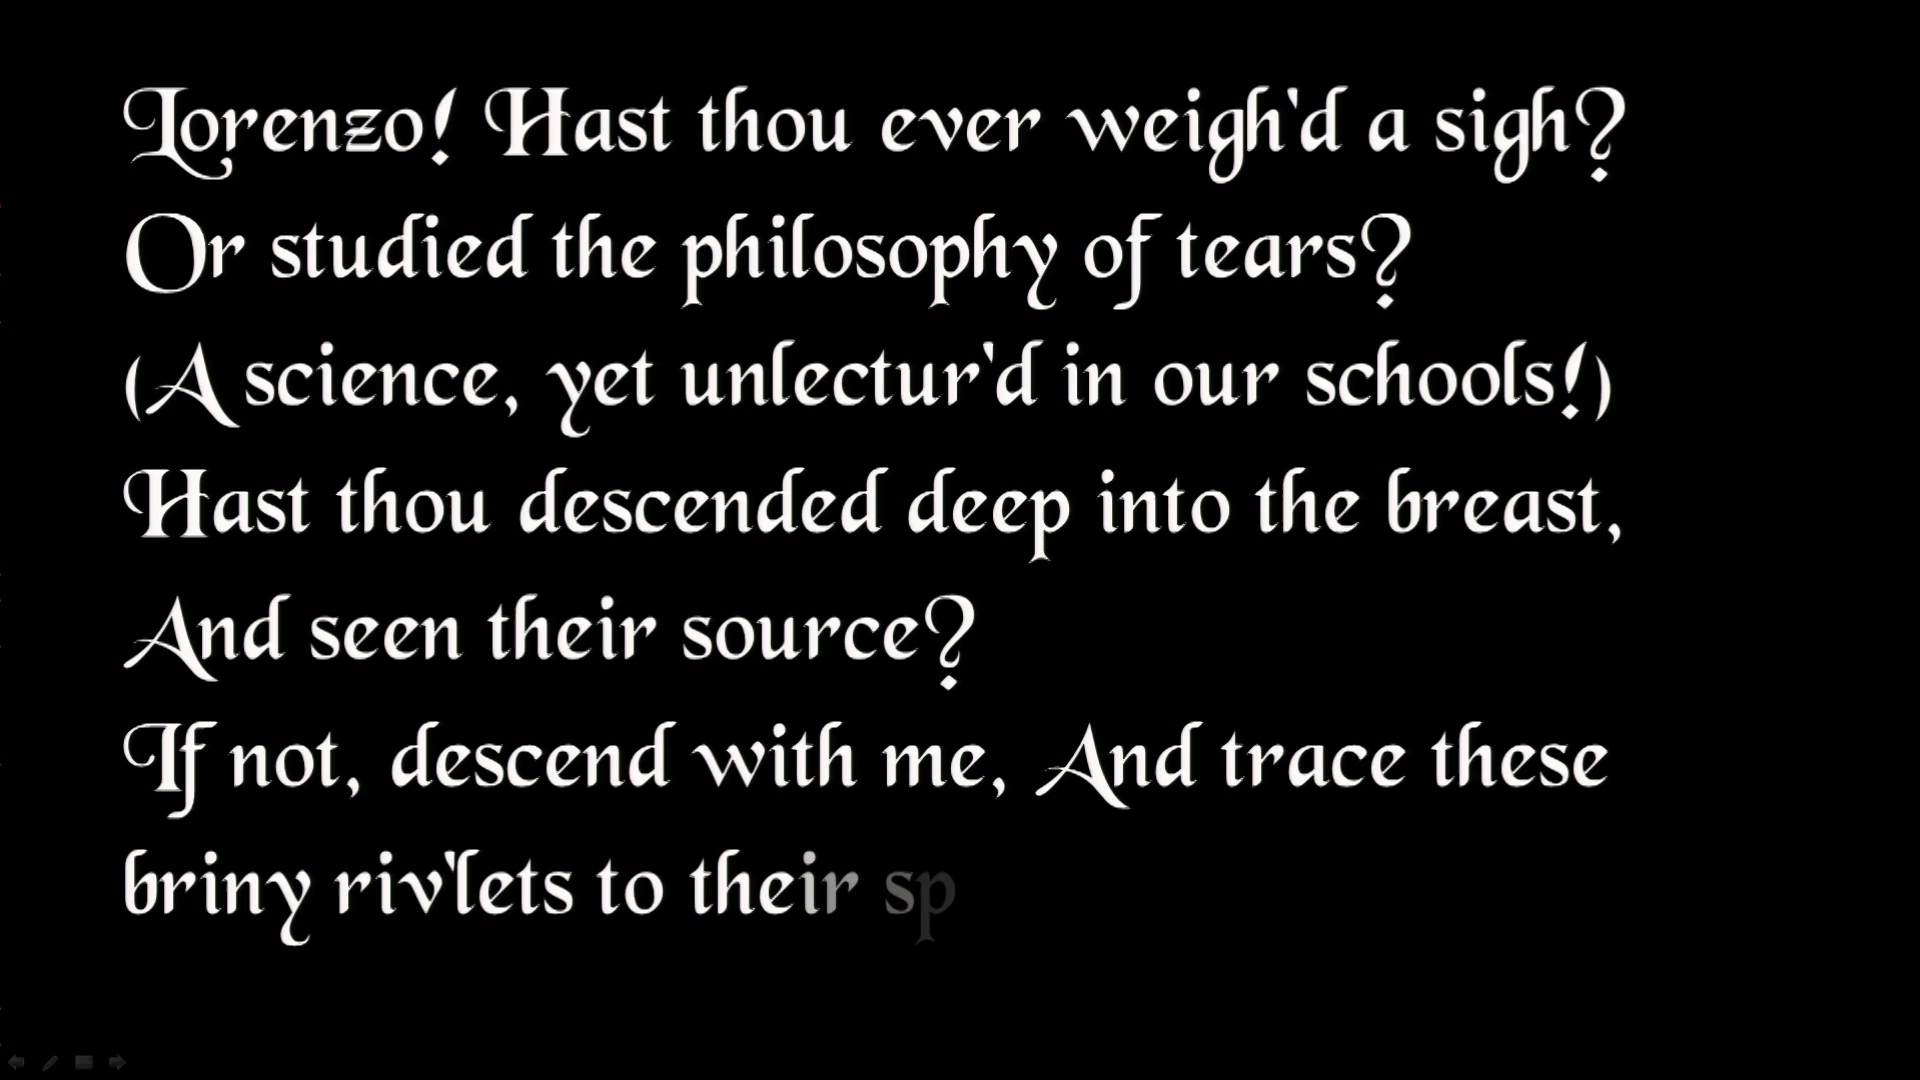 Lorenzo! Hast thou ever weigh'd a sigh?
Or studied the philosophy of tears?
(A science, yet unlectur'd in our schools!)
Hast thou descended deep into the breast,
And seen their source?
If not, descend with me, And trace these
briny riv'lets to their sp